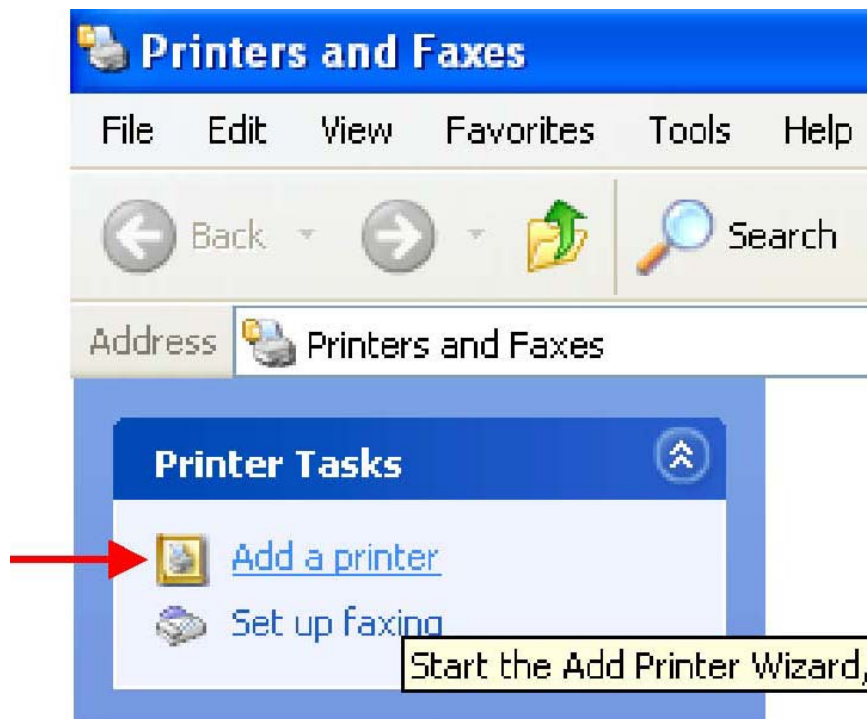 Printers and Faxes
File Edit View Favorites Tools Help
Back Search
Address Printers and Faxes
Printer Tasks
Add a printer
Set up faxing
Start the Add Printer Wizard,